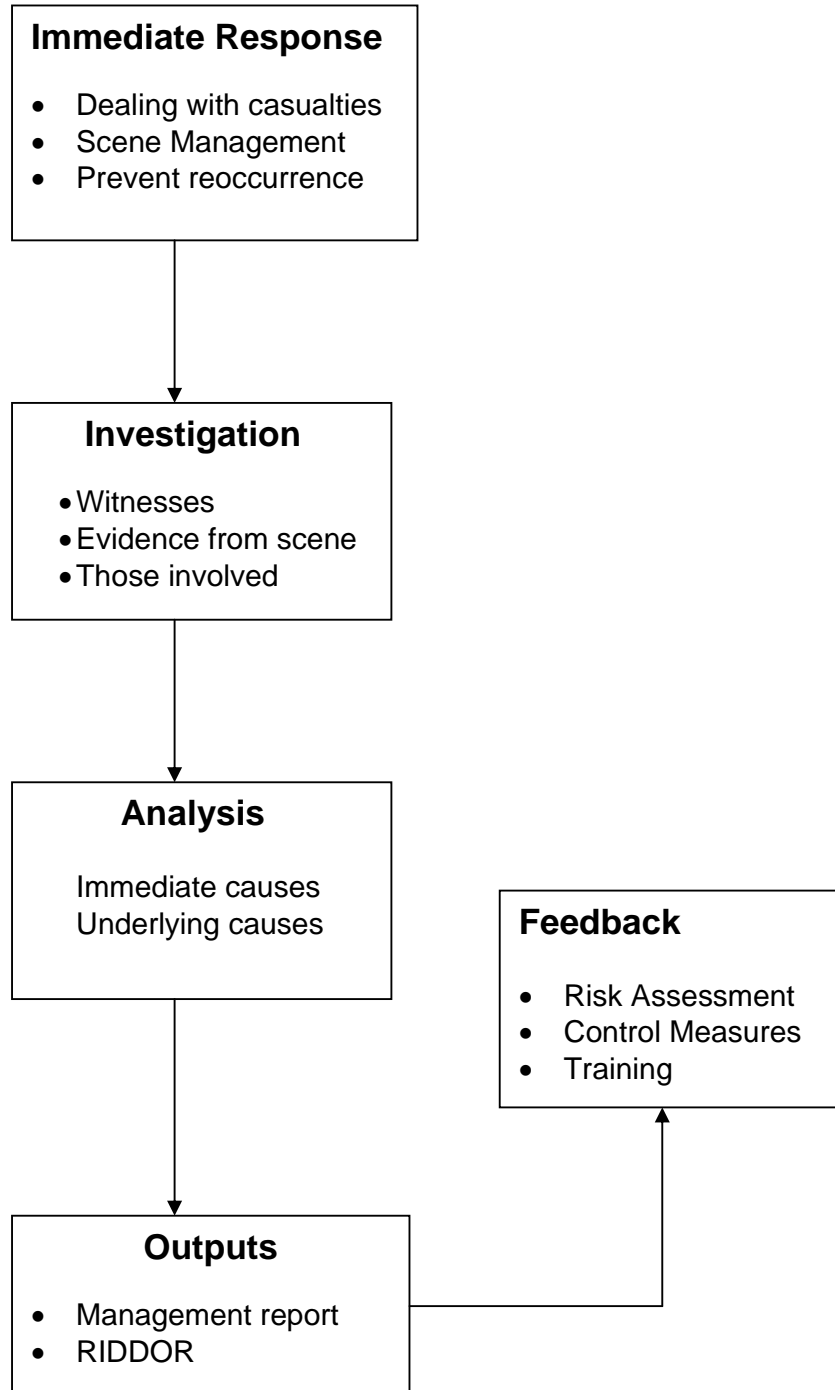 Immediate Response
• Dealing with casualties
• Scene Management
• Prevent reoccurrence
Investigation
• Witnesses
• Evidence from scene
• Those involved
Analysis
Immediate causes
Underlying causes
Feedback
• Risk Assessment
• Control Measures
• Training
Outputs
• Management report
• RIDDOR